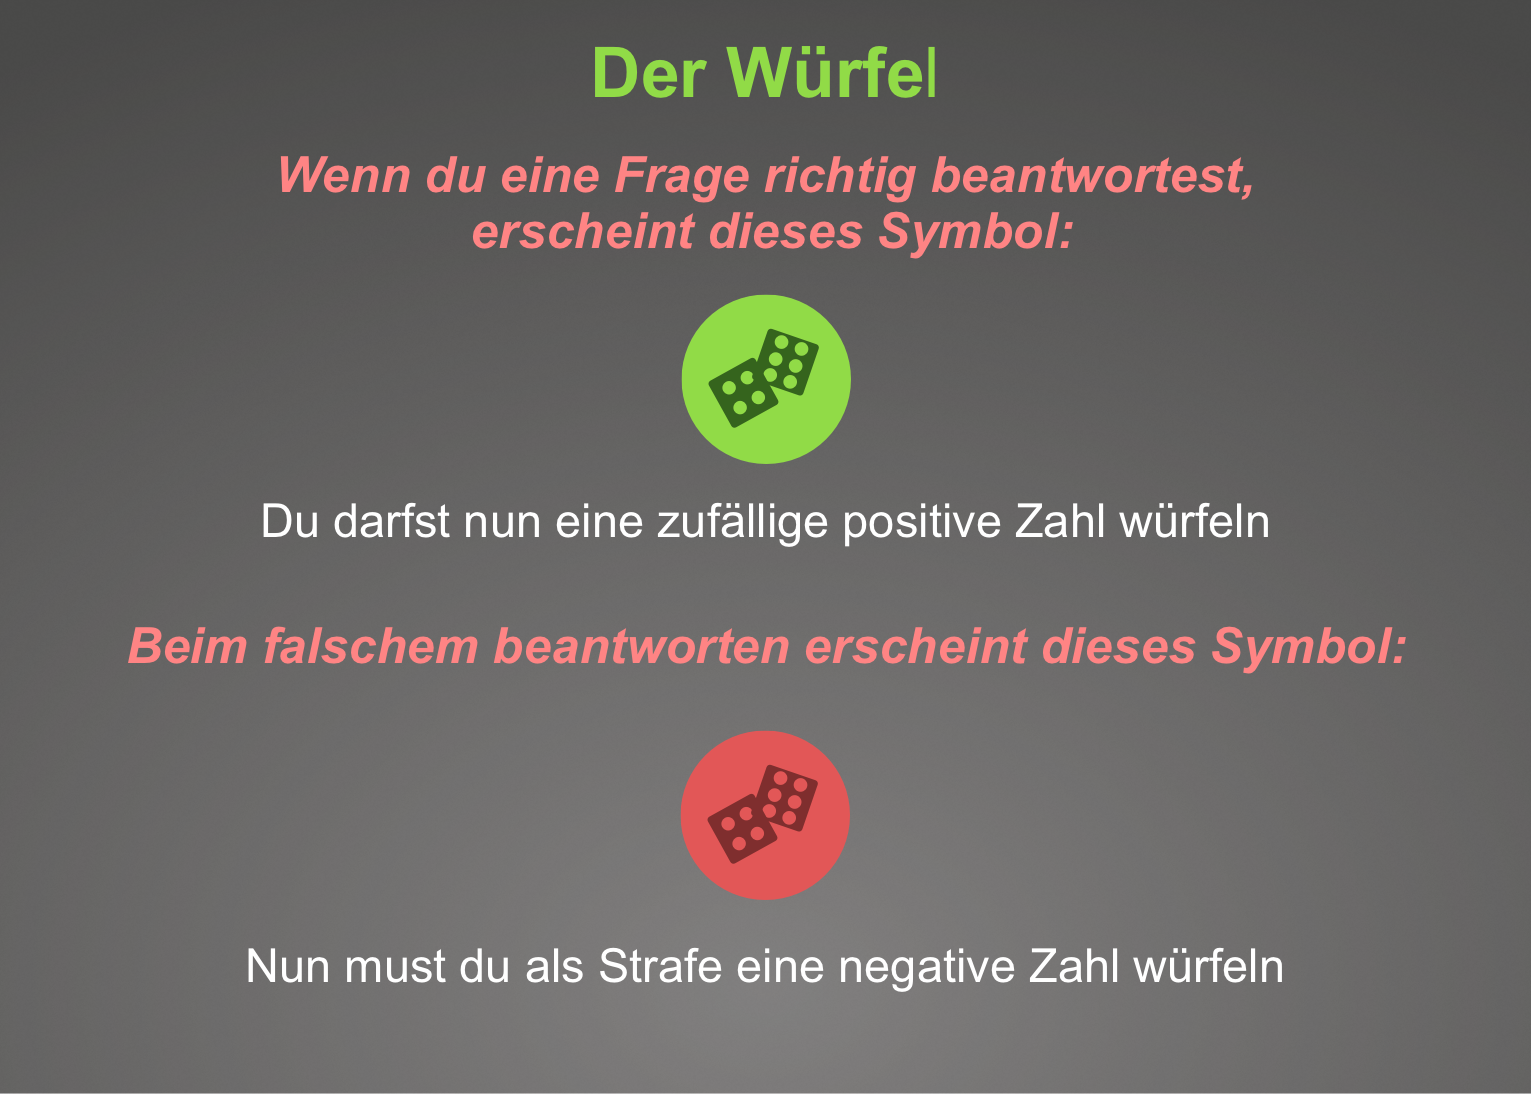 Der Würfel
Wenn du eine Frage richtig beantwortest,
erscheint dieses Symbol:
Du darfst nun eine zufällige positive Zahl würfeln
Beim falschem beantworten erscheint dieses Symbol:
Nun must du als Strafe eine negative Zahl würfeln